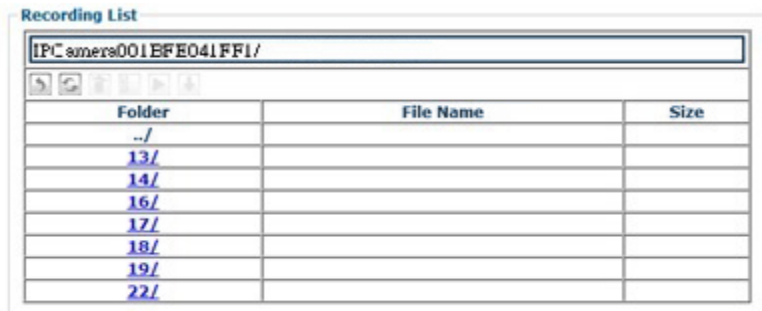 Recording List
IPCamera001BFE041FF1/
Folder File Name Size
../
13/
14/
16/
17/
18/
19/
22/